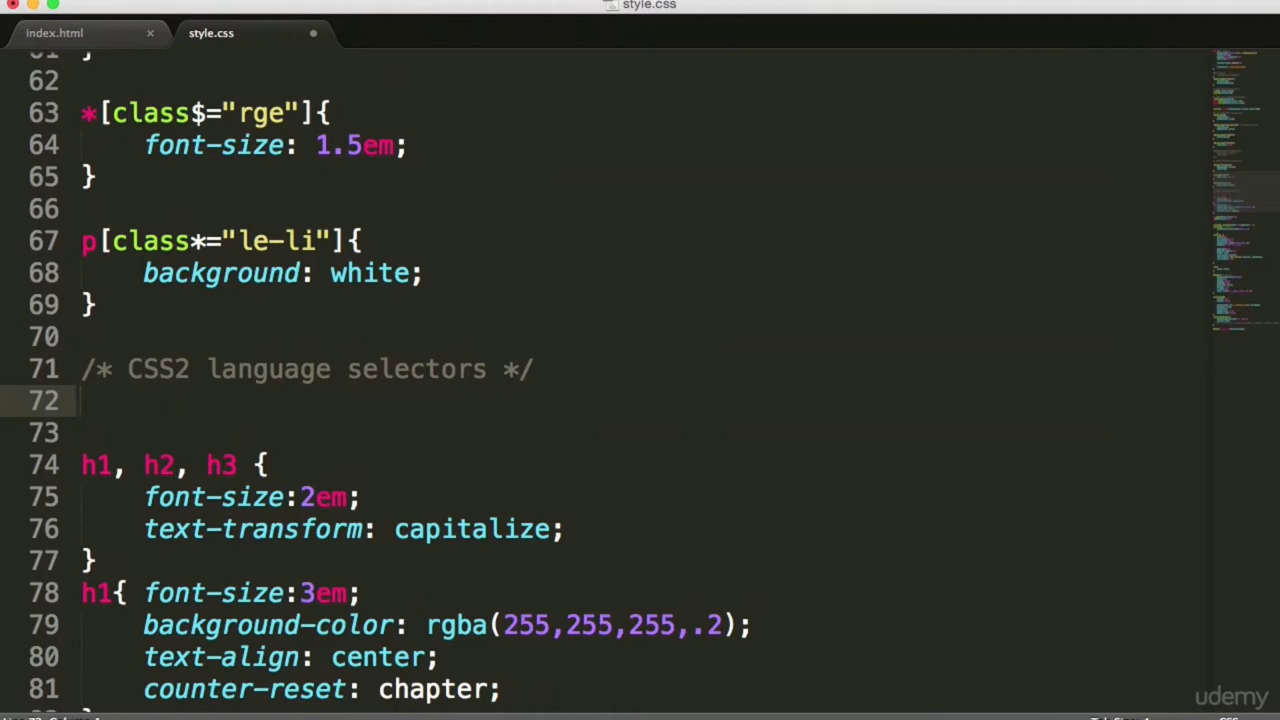 style.css
index.html × style.css
62
63 *[class$="rge"]{
64 font-size: 1.5em;
65 }
66
67 p[class*="le-li"]{
68 background: white;
69 }
70
71 /* CSS2 language selectors */
72
73
74 h1, h2, h3 {
75 font-size:2em;
76 text-transform: capitalize;
77 }
78 h1{ font-size:3em;
79 background-color: rgba(255,255,255,.2);
80 text-align: center;
81 counter-reset: chapter;
udemy